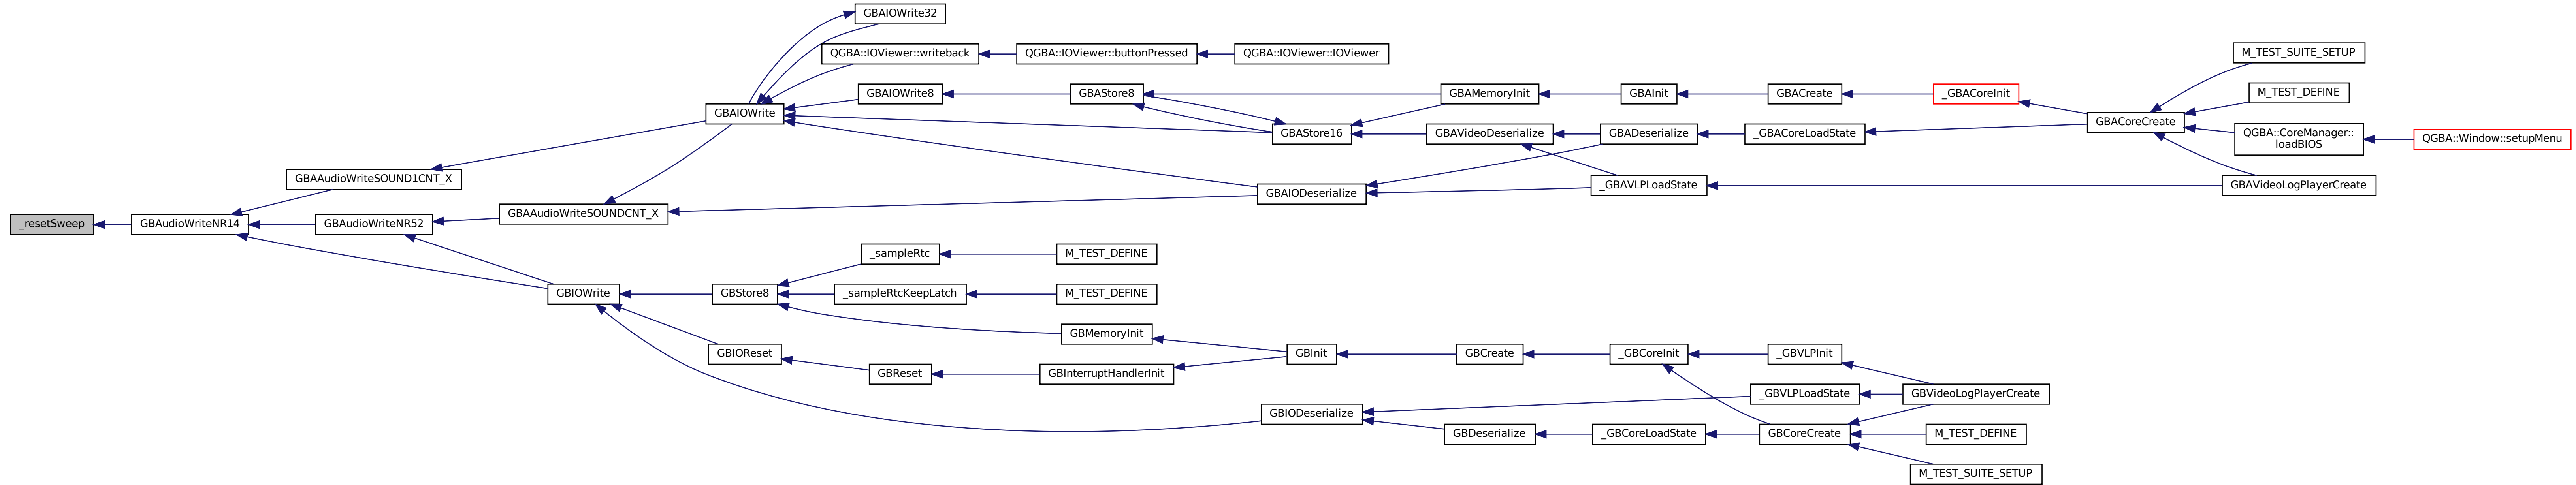 GBAIOWrite32
QGBA::IOViewer::writeback
QGBA::IOViewer::buttonPressed
QGBA::IOViewer::IOViewer
M_TEST_SUITE_SETUP
GBAIOWrite8
GBAStore8
GBAMemoryInit
GBAInit
GBACreate
_GBACoreInit
M_TEST_DEFINE
GBAIOWrite
GBACoreCreate
GBAStore16
GBAVideoDeserialize
GBADeserialize
_GBACoreLoadState
QGBA::CoreManager::
loadBIOS
QGBA::Window::setupMenu
GBAAudioWriteSOUND1CNT_X
GBAIODeserialize
_GBAVLPLoadState
GBAVideoLogPlayerCreate
GBAAudioWriteSOUNDCNT_X
_resetSweep
GBAudioWriteNR14
GBAudioWriteNR52
_sampleRtc
M_TEST_DEFINE
GBIOWrite
GBStore8
_sampleRtcKeepLatch
M_TEST_DEFINE
GBMemoryInit
GBIOReset
GBInit
GBCreate
_GBCoreInit
_GBVLPInit
GBReset
GBInterruptHandlerInit
_GBVLPLoadState
GBVideoLogPlayerCreate
GBIODeserialize
GBDeserialize
_GBCoreLoadState
GBCoreCreate
M_TEST_DEFINE
M_TEST_SUITE_SETUP